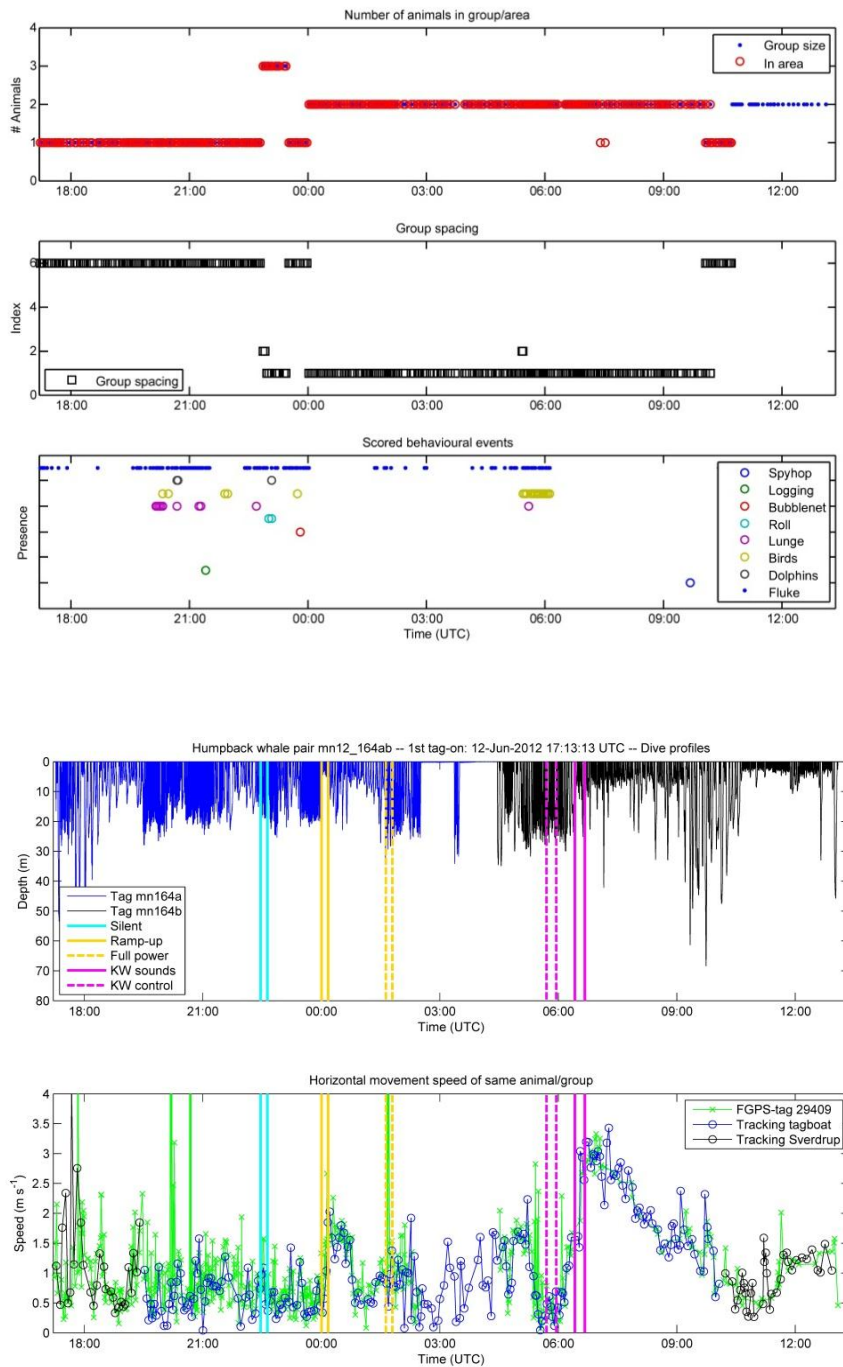 Number of animals in group/area
4
3
2
1
0
# Animals
Group size
In area
18:00 21:00 00:00 03:00 06:00 09:00 12:00
Group spacing
6
4
2
0
Index
Group spacing
18:00 21:00 00:00 03:00 06:00 09:00 12:00
Scored behavioural events
Presence
Spyhop
Logging
Bubblenet
Roll
Lunge
Birds
Dolphins
Fluke
18:00 21:00 00:00 03:00 06:00 09:00 12:00
Time (UTC)
Humpback whale pair mn12_164ab -- 1st tag-on: 12-Jun-2012 17:13:13 UTC -- Dive profiles
0
10
20
30
40
50
60
70
80
Depth (m)
Tag mn164a
Tag mn164b
Silent
Ramp-up
Full power
KW sounds
KW control
18:00 21:00 00:00 03:00 06:00 09:00 12:00
Time (UTC)
Horizontal movement speed of same animal/group
4
3.5
3
2.5
2
1.5
1
0.5
0
Speed (m s⁻¹)
FGPS-tag 29409
Tracking tagboat
Tracking Sverdrup
18:00 21:00 00:00 03:00 06:00 09:00 12:00
Time (UTC)